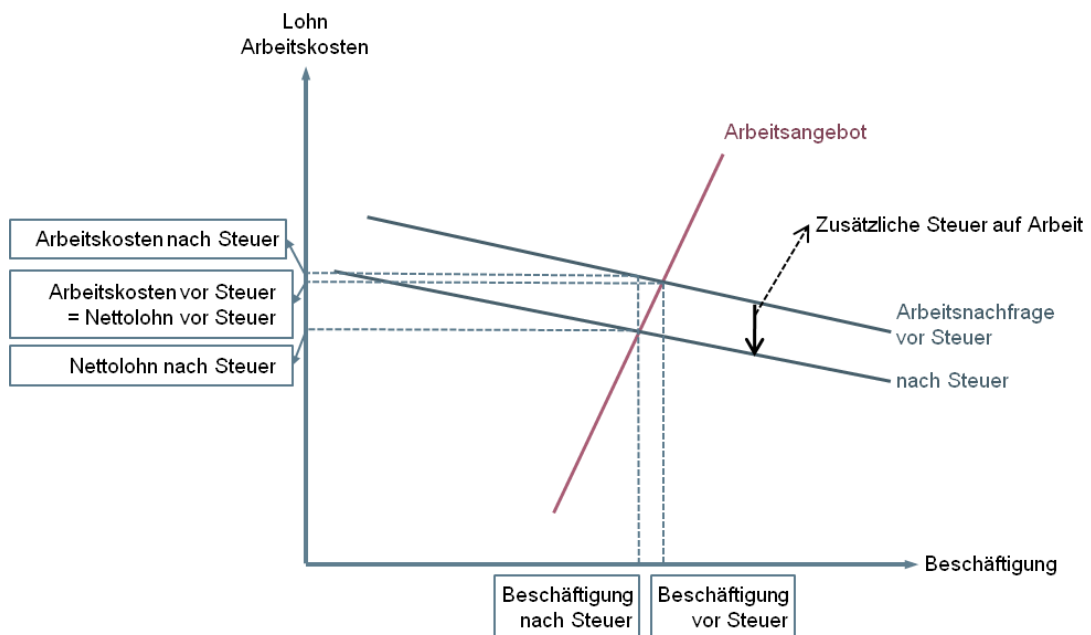 Lohn
Arbeitskosten
Arbeitsangebot
Zusätzliche Steuer auf Arbeit
Arbeitskosten nach Steuer
Arbeitskosten vor Steuer
= Nettolohn vor Steuer
Nettolohn nach Steuer
Arbeitsnachfrage
vor Steuer
nach Steuer
Beschäftigung
Beschäftigung
nach Steuer
Beschäftigung
vor Steuer